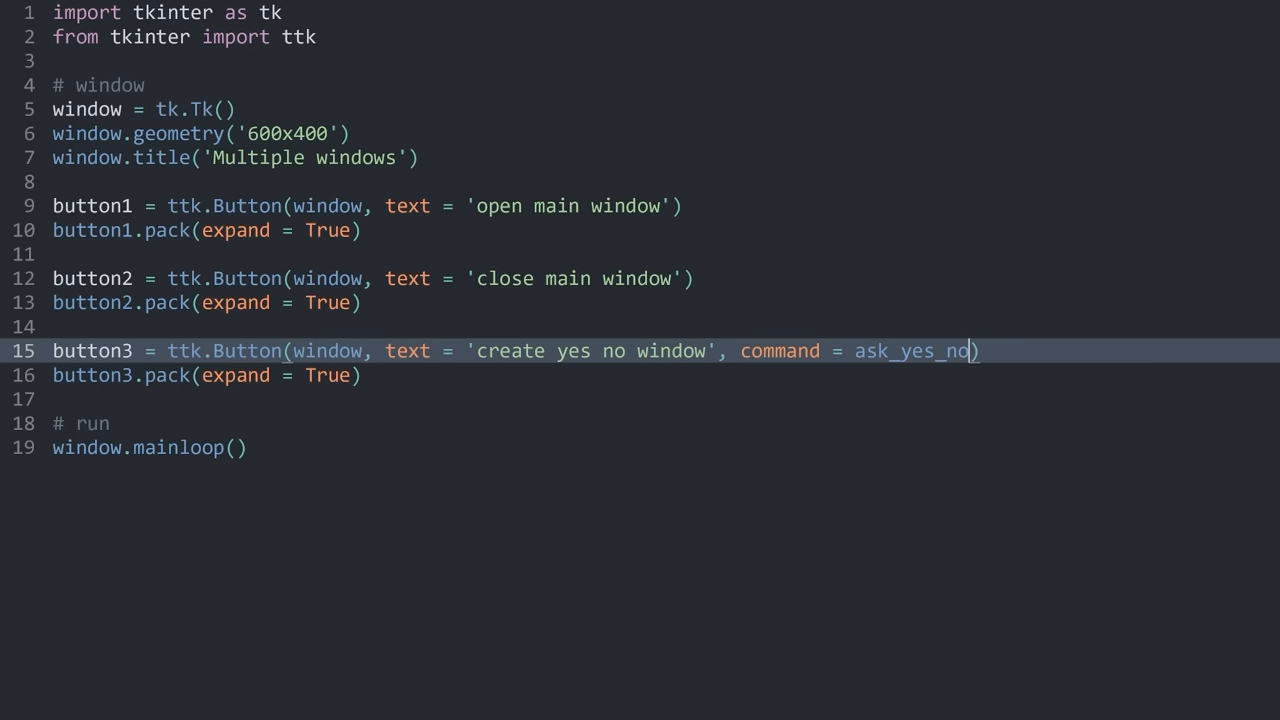 1 import tkinter as tk
2 from tkinter import ttk
3
4 # window
5 window = tk.Tk()
6 window.geometry('600x400')
7 window.title('Multiple windows')
8
9 button1 = ttk.Button(window, text = 'open main window')
10 button1.pack(expand = True)
11
12 button2 = ttk.Button(window, text = 'close main window')
13 button2.pack(expand = True)
14
15 button3 = ttk.Button(window, text = 'create yes no window', command = ask_yes_no)
16 button3.pack(expand = True)
17
18 # run
19 window.mainloop()